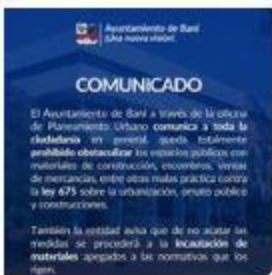 Ayuntamiento de Baní
¡Una nueva visión!
COMUNICADO
El Ayuntamiento de Baní a través de la oficina
de Planeamiento Urbano comunica a toda la
ciudadanía en general, queda totalmente
prohibido obstaculizar los espacios públicos con
materiales de construcción, escombros, ventas
de mercancías, entre otras malas práctica contra
la ley 675 sobre la urbanización, ornato público
y construcciones.
También la entidad avisa que de no acatar las
medidas se procederá a la incautación de
materiales apegados a las normativas que los
rigen.